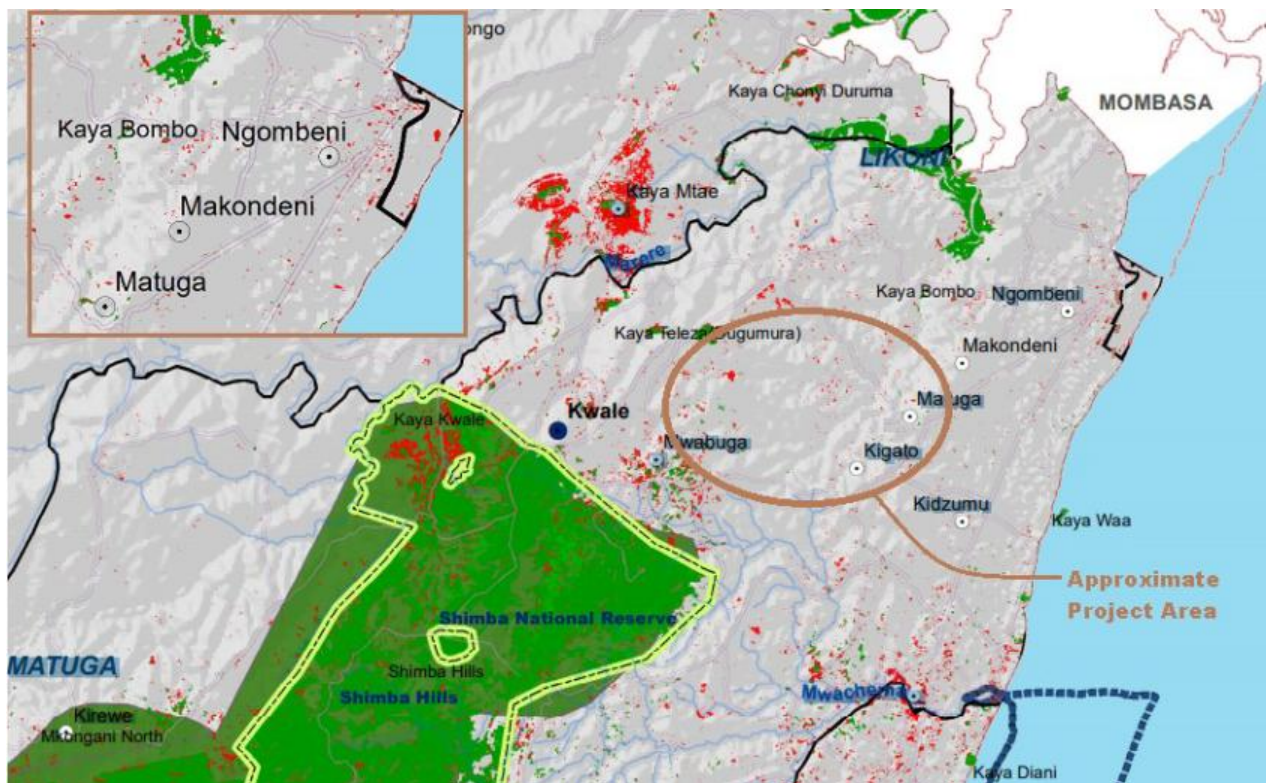 ongo
Kaya Bombo
Ngombeni
Makondeni
Matuga
Kaya Chonyi Duruma
MOMBASA
LIKONI
Kaya Mtae
Marere
Kaya Bombo
Ngombeni
Kaya Teleza(Dugumura)
Makondeni
Kaya Kwale
Kwale
Matuga
Mwabuga
Kigato
Kidzumu
Kaya Waa
Approximate
Project Area
Shimba National Reserve
Shimba Hills
MATUGA
Shimba Hills
Mwachema
Kirewe
Mkongani North
Kaya Diani